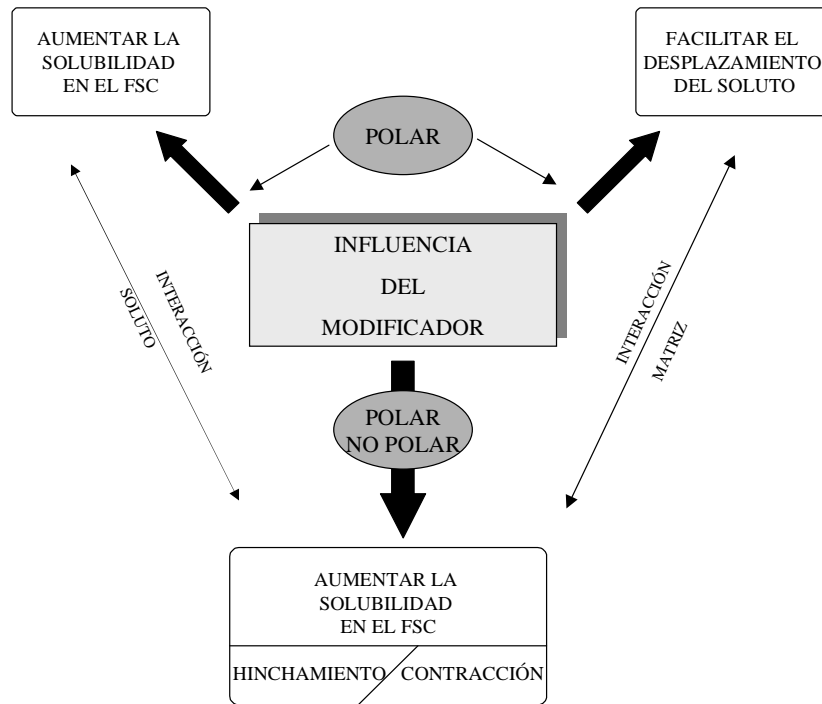 AUMENTAR LA
SOLUBILIDAD
EN EL FSC
FACILITAR EL
DESPLAZAMIENTO
DEL SOLUTO
POLAR
INFLUENCIA
DEL
MODIFICADOR
INTERACCIÓN
SOLUTO
INTERACCIÓN
MATRIZ
POLAR
NO POLAR
AUMENTAR LA
SOLUBILIDAD
EN EL FSC
HINCHAMIENTO
CONTRACCIÓN